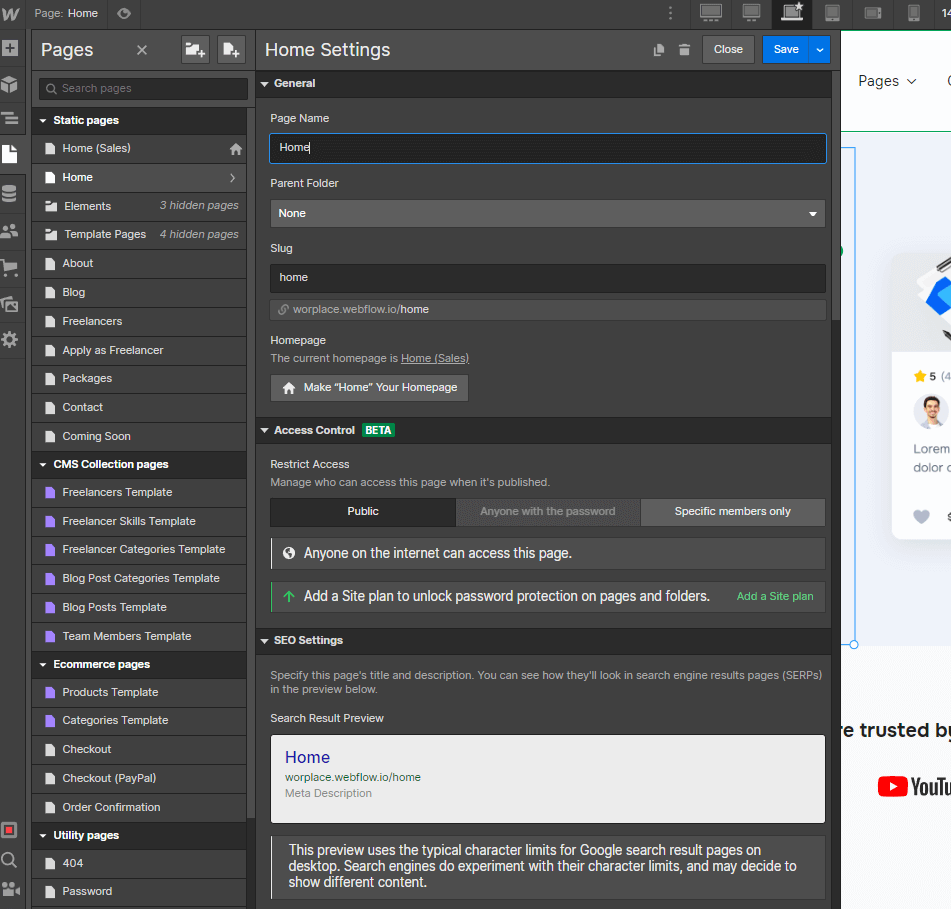 Page: Home
14
Pages
Search pages
Static pages
Home (Sales)
Home
Elements 3 hidden pages
Template Pages 4 hidden pages
About
Blog
Freelancers
Apply as Freelancer
Packages
Contact
Coming Soon
CMS Collection pages
Freelancers Template
Freelancer Skills Template
Freelancer Categories Template
Blog Post Categories Template
Blog Posts Template
Team Members Template
Ecommerce pages
Products Template
Categories Template
Checkout
Checkout (PayPal)
Order Confirmation
Utility pages
404
Password
Home Settings
Close
Save
General
Page Name
Home
Parent Folder
None
Slug
home
worplace.webflow.io/home
Homepage
The current homepage is Home (Sales)
Make “Home” Your Homepage
Access Control BETA
Restrict Access
Manage who can access this page when it's published.
Public
Anyone with the password
Specific members only
Anyone on the internet can access this page.
Add a Site plan to unlock password protection on pages and folders.
Add a Site plan
SEO Settings
Specify this page's title and description. You can see how they'll look in search engine results pages (SERPs)
in the preview below.
Search Result Preview
Home
worplace.webflow.io/home
Meta Description
This preview uses the typical character limits for Google search result pages on
desktop. Search engines do experiment with their character limits, and may decide to
show different content.
Pages
5 (4
Lorem
dolor
re trusted by
YouTu